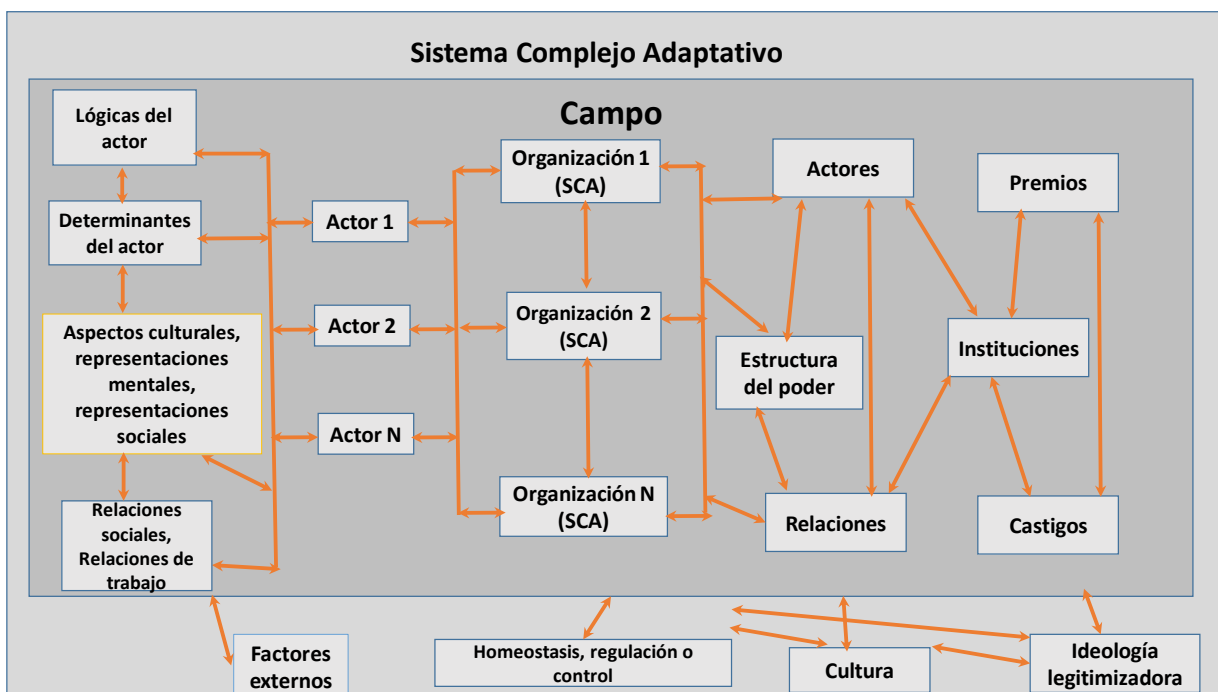 Sistema Complejo Adaptativo
Campo
Lógicas del
actor
Determinantes
del actor
Aspectos culturales,
representaciones
mentales,
representaciones
sociales
Relaciones
sociales,
Relaciones de
trabajo
Actor 1
Actor 2
Actor N
Organización 1
(SCA)
Organización 2
(SCA)
Organización N
(SCA)
Actores
Estructura
del poder
Relaciones
Premios
Instituciones
Castigos
Factores
externos
Homeostasis, regulación o
control
Cultura
Ideología
legitimizadora